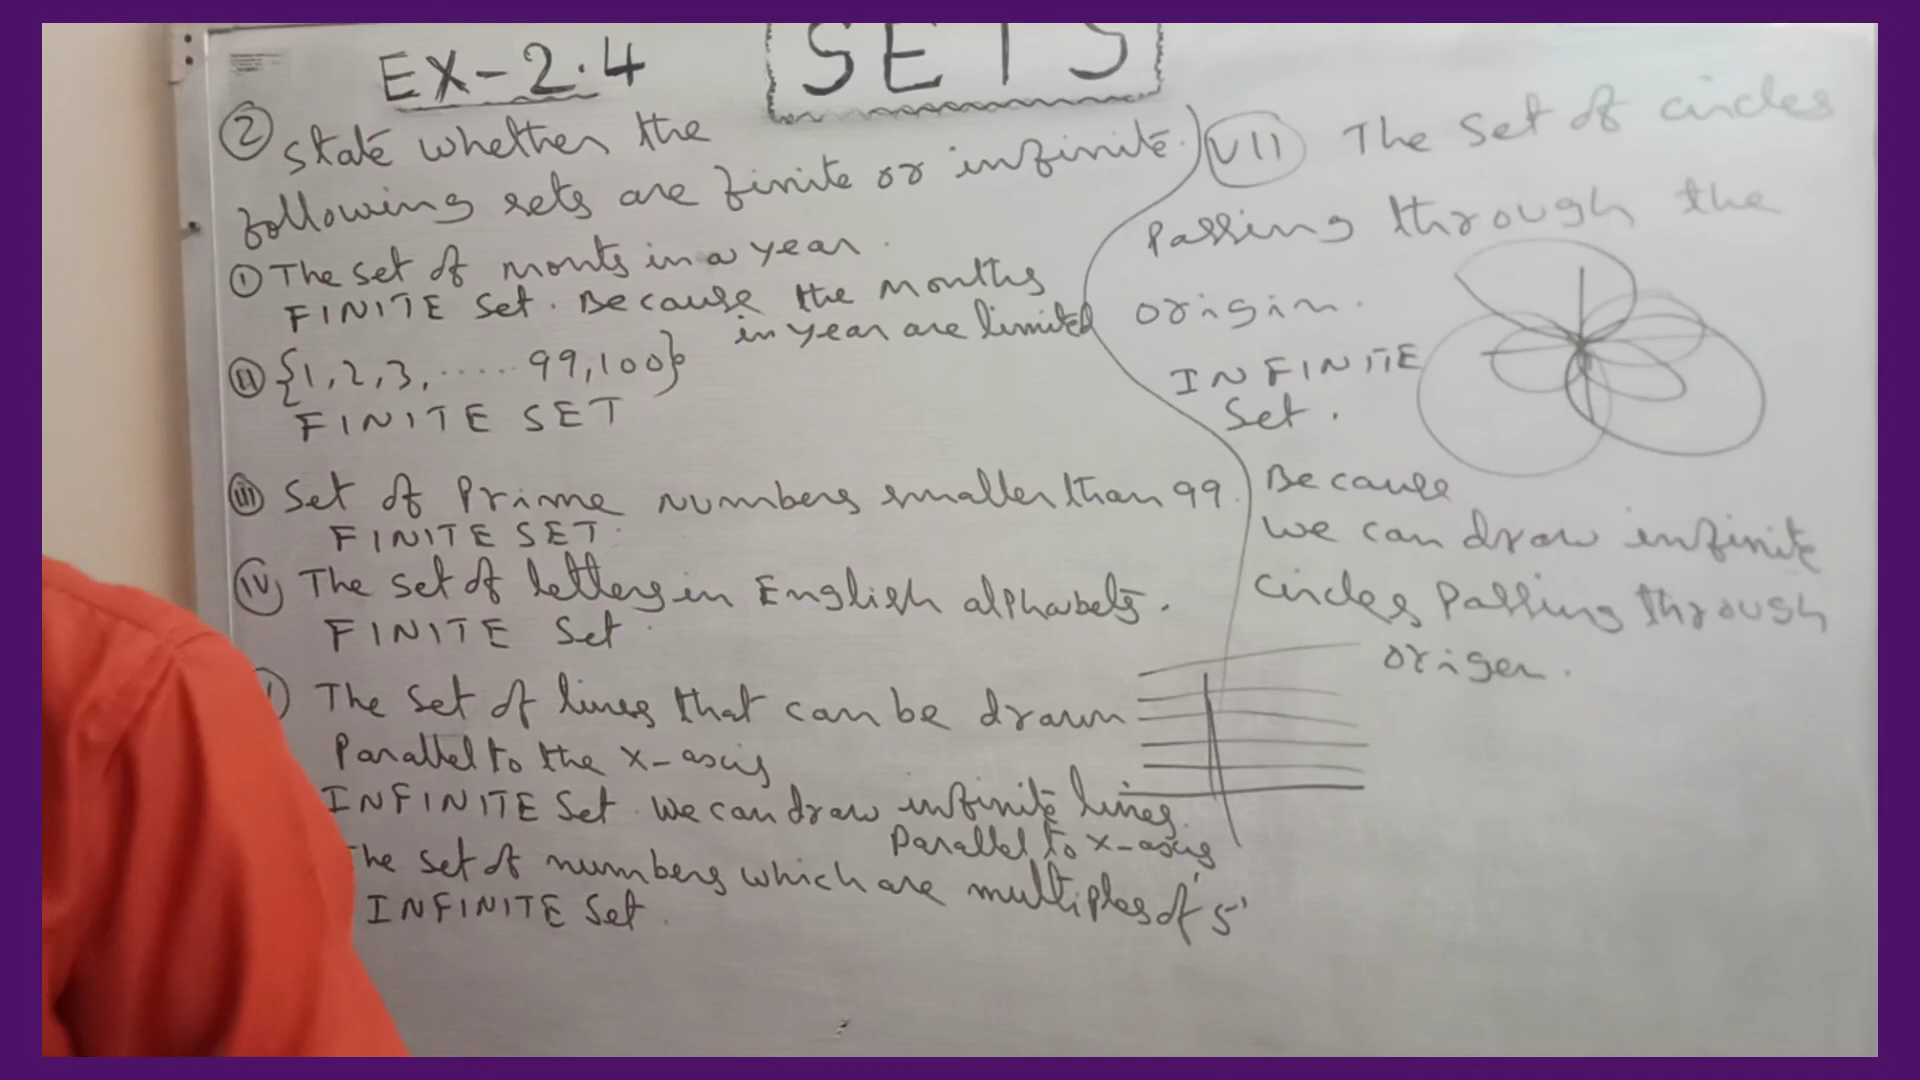 EX-2.4
SETS
② State whether the
following sets are finite or infinite.
① The set of monts in a year.
FINITE Set. Because the months
in year are limited
ⅱ {1,2,3,.....99,100}
FINITE SET
ⅲ Set of Prime numbers smaller than 99.
FINITE SET.
ⅳ The set of letters in English alphabets.
FINITE Set.
The set of lines that can be drawn
Parallel to the x-axis
INFINITE Set. We can draw infinite lines.
Parallel to x-axis
The set of numbers which are multiples of '5'
INFINITE Set.
VII The set of circles
Passing through the
origin.
INFINITE
Set.
Because
we can draw infinite
circles Passing through
origen.